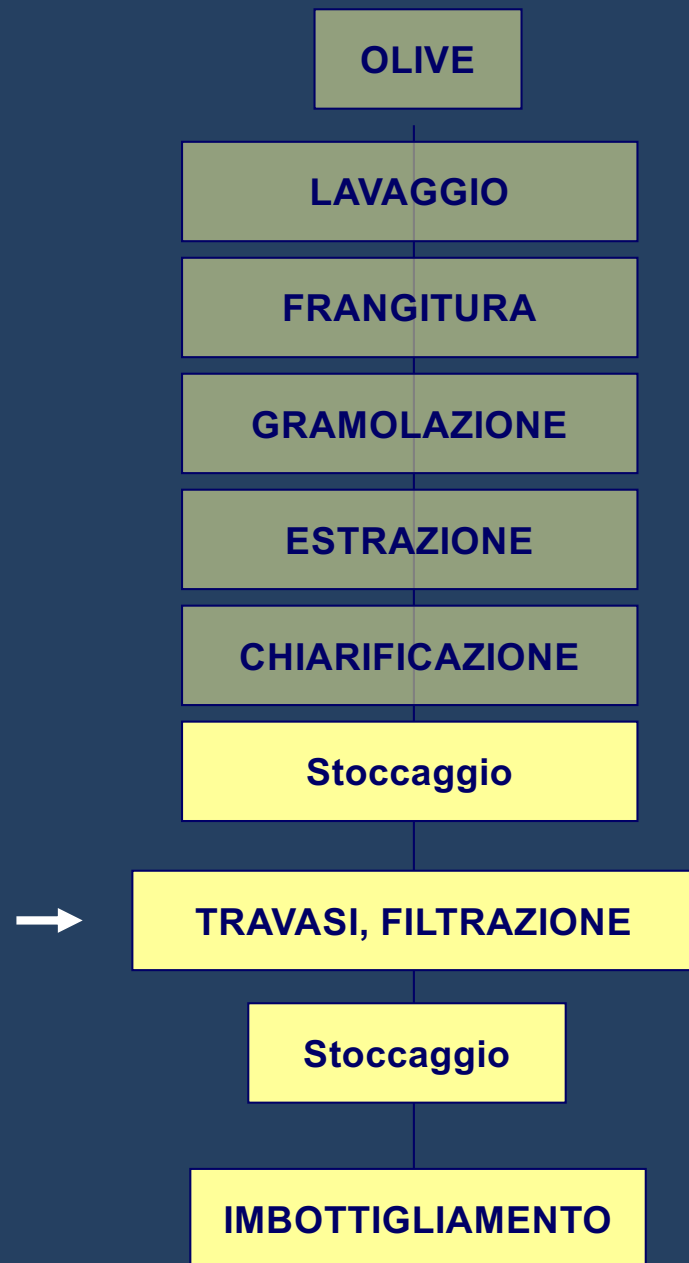 OLIVE
LAVAGGIO
FRANGITURA
GRAMOLAZIONE
ESTRAZIONE
CHIARIFICAZIONE
Stoccaggio
TRAVASI, FILTRAZIONE
Stoccaggio
IMBOTTIGLIAMENTO